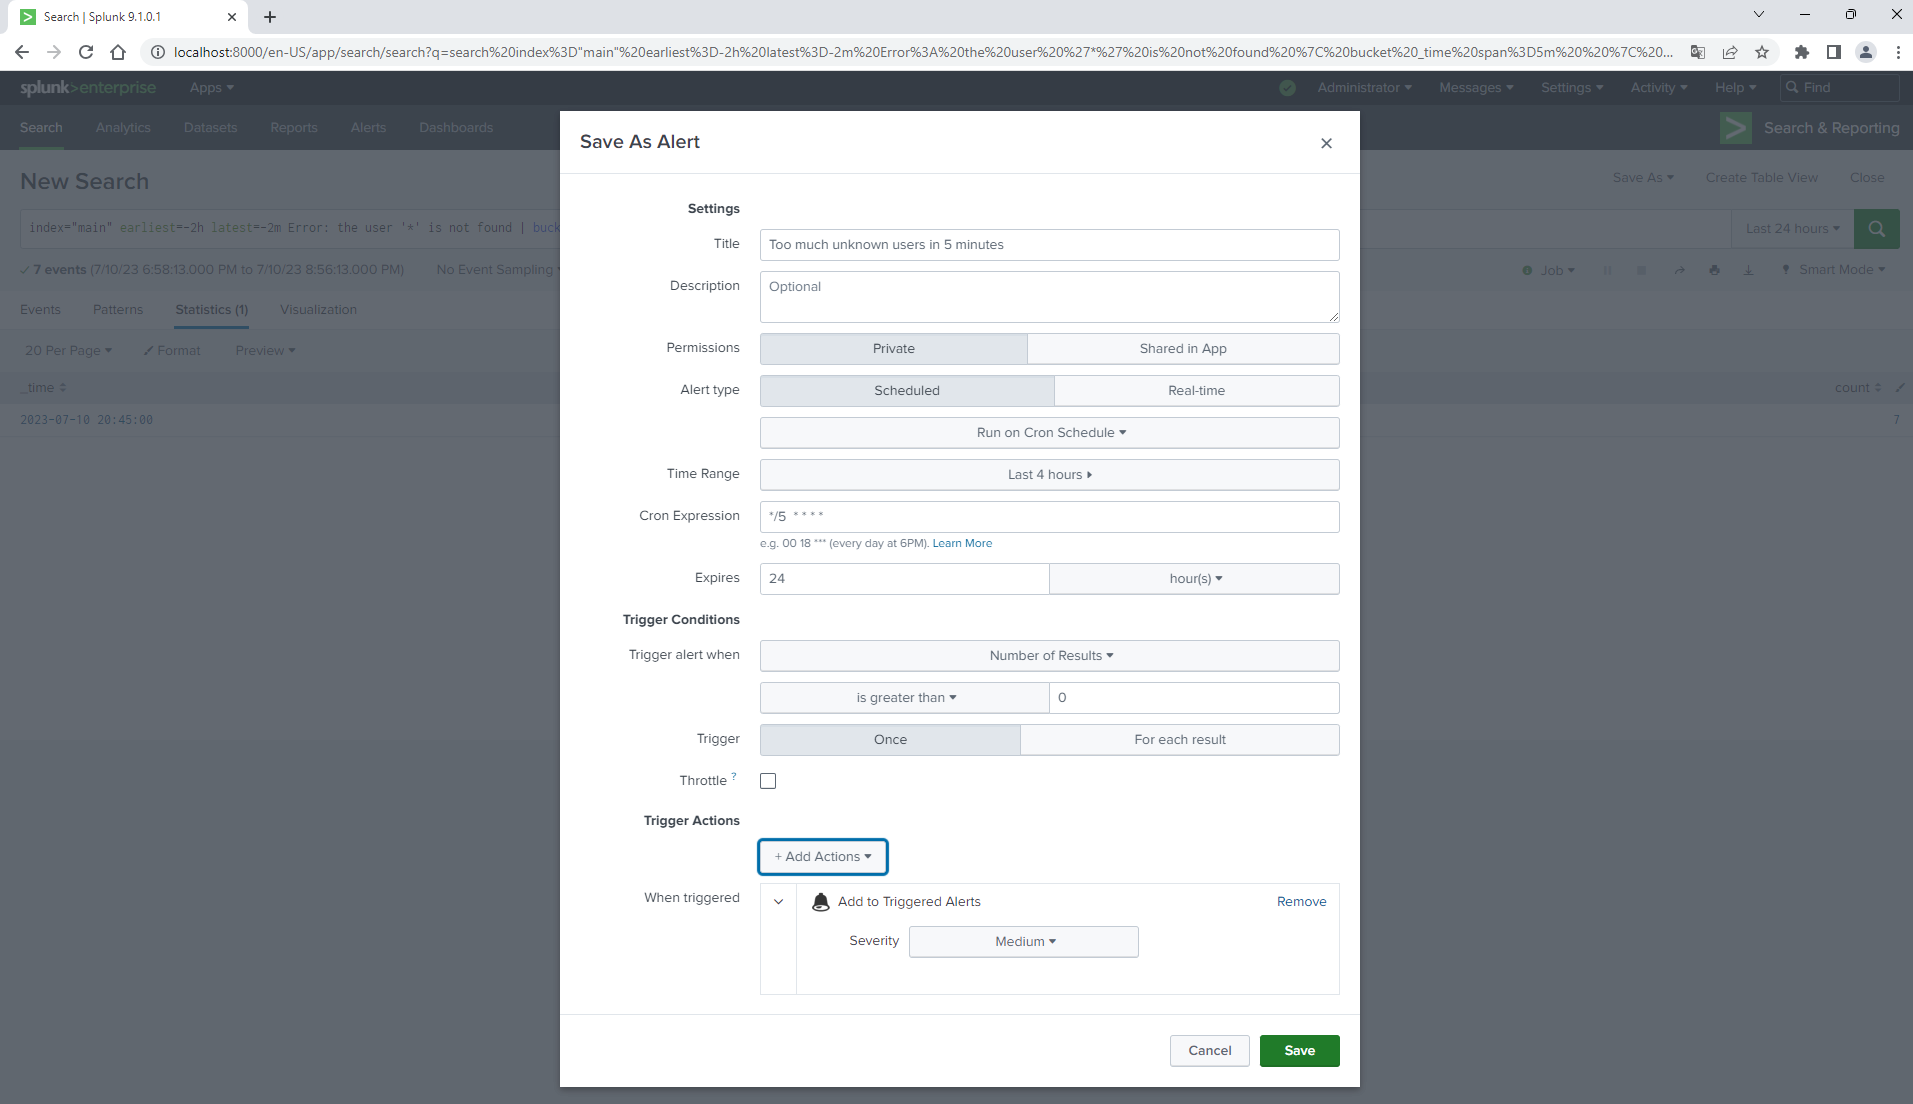 Search | Splunk 9.1.0.1
localhost:8000/en-US/app/search/search?q=search%20index%3D"main"%20earliest%3D-2h%20latest%3D-2m%20Error%3A%20the%20user%20%27*%27%20is%20not%20found%20%7C%20bucket%20_time%20span%3D5m%20%20%7C%20...
splunk>enterprise Apps Administrator Messages Settings Activity Help Find
Search Analytics Datasets Reports Alerts Dashboards Search & Reporting
Save As Alert
New Search Save As Create Table View Close
Settings
index="main" earliest=-2h latest=-2m Error: the user '*' is not found | buck Last 24 hours
Title Too much unknown users in 5 minutes
7 events (7/10/23 6:58:13.000 PM to 7/10/23 8:56:13.000 PM) No Event Sampling Job Smart Mode
Description Optional
Events Patterns Statistics (1) Visualization
Permissions Private Shared in App
20 Per Page Format Preview
Alert type Scheduled Real-time
_time count
2023-07-10 20:45:00 7
Run on Cron Schedule
Time Range Last 4 hours
Cron Expression */5 * * * *
e.g. 00 18 *** (every day at 6PM). Learn More
Expires 24 hour(s)
Trigger Conditions
Trigger alert when Number of Results
is greater than 0
Trigger Once For each result
Throttle ?
Trigger Actions
+ Add Actions
When triggered Add to Triggered Alerts Remove
Severity Medium
Cancel Save